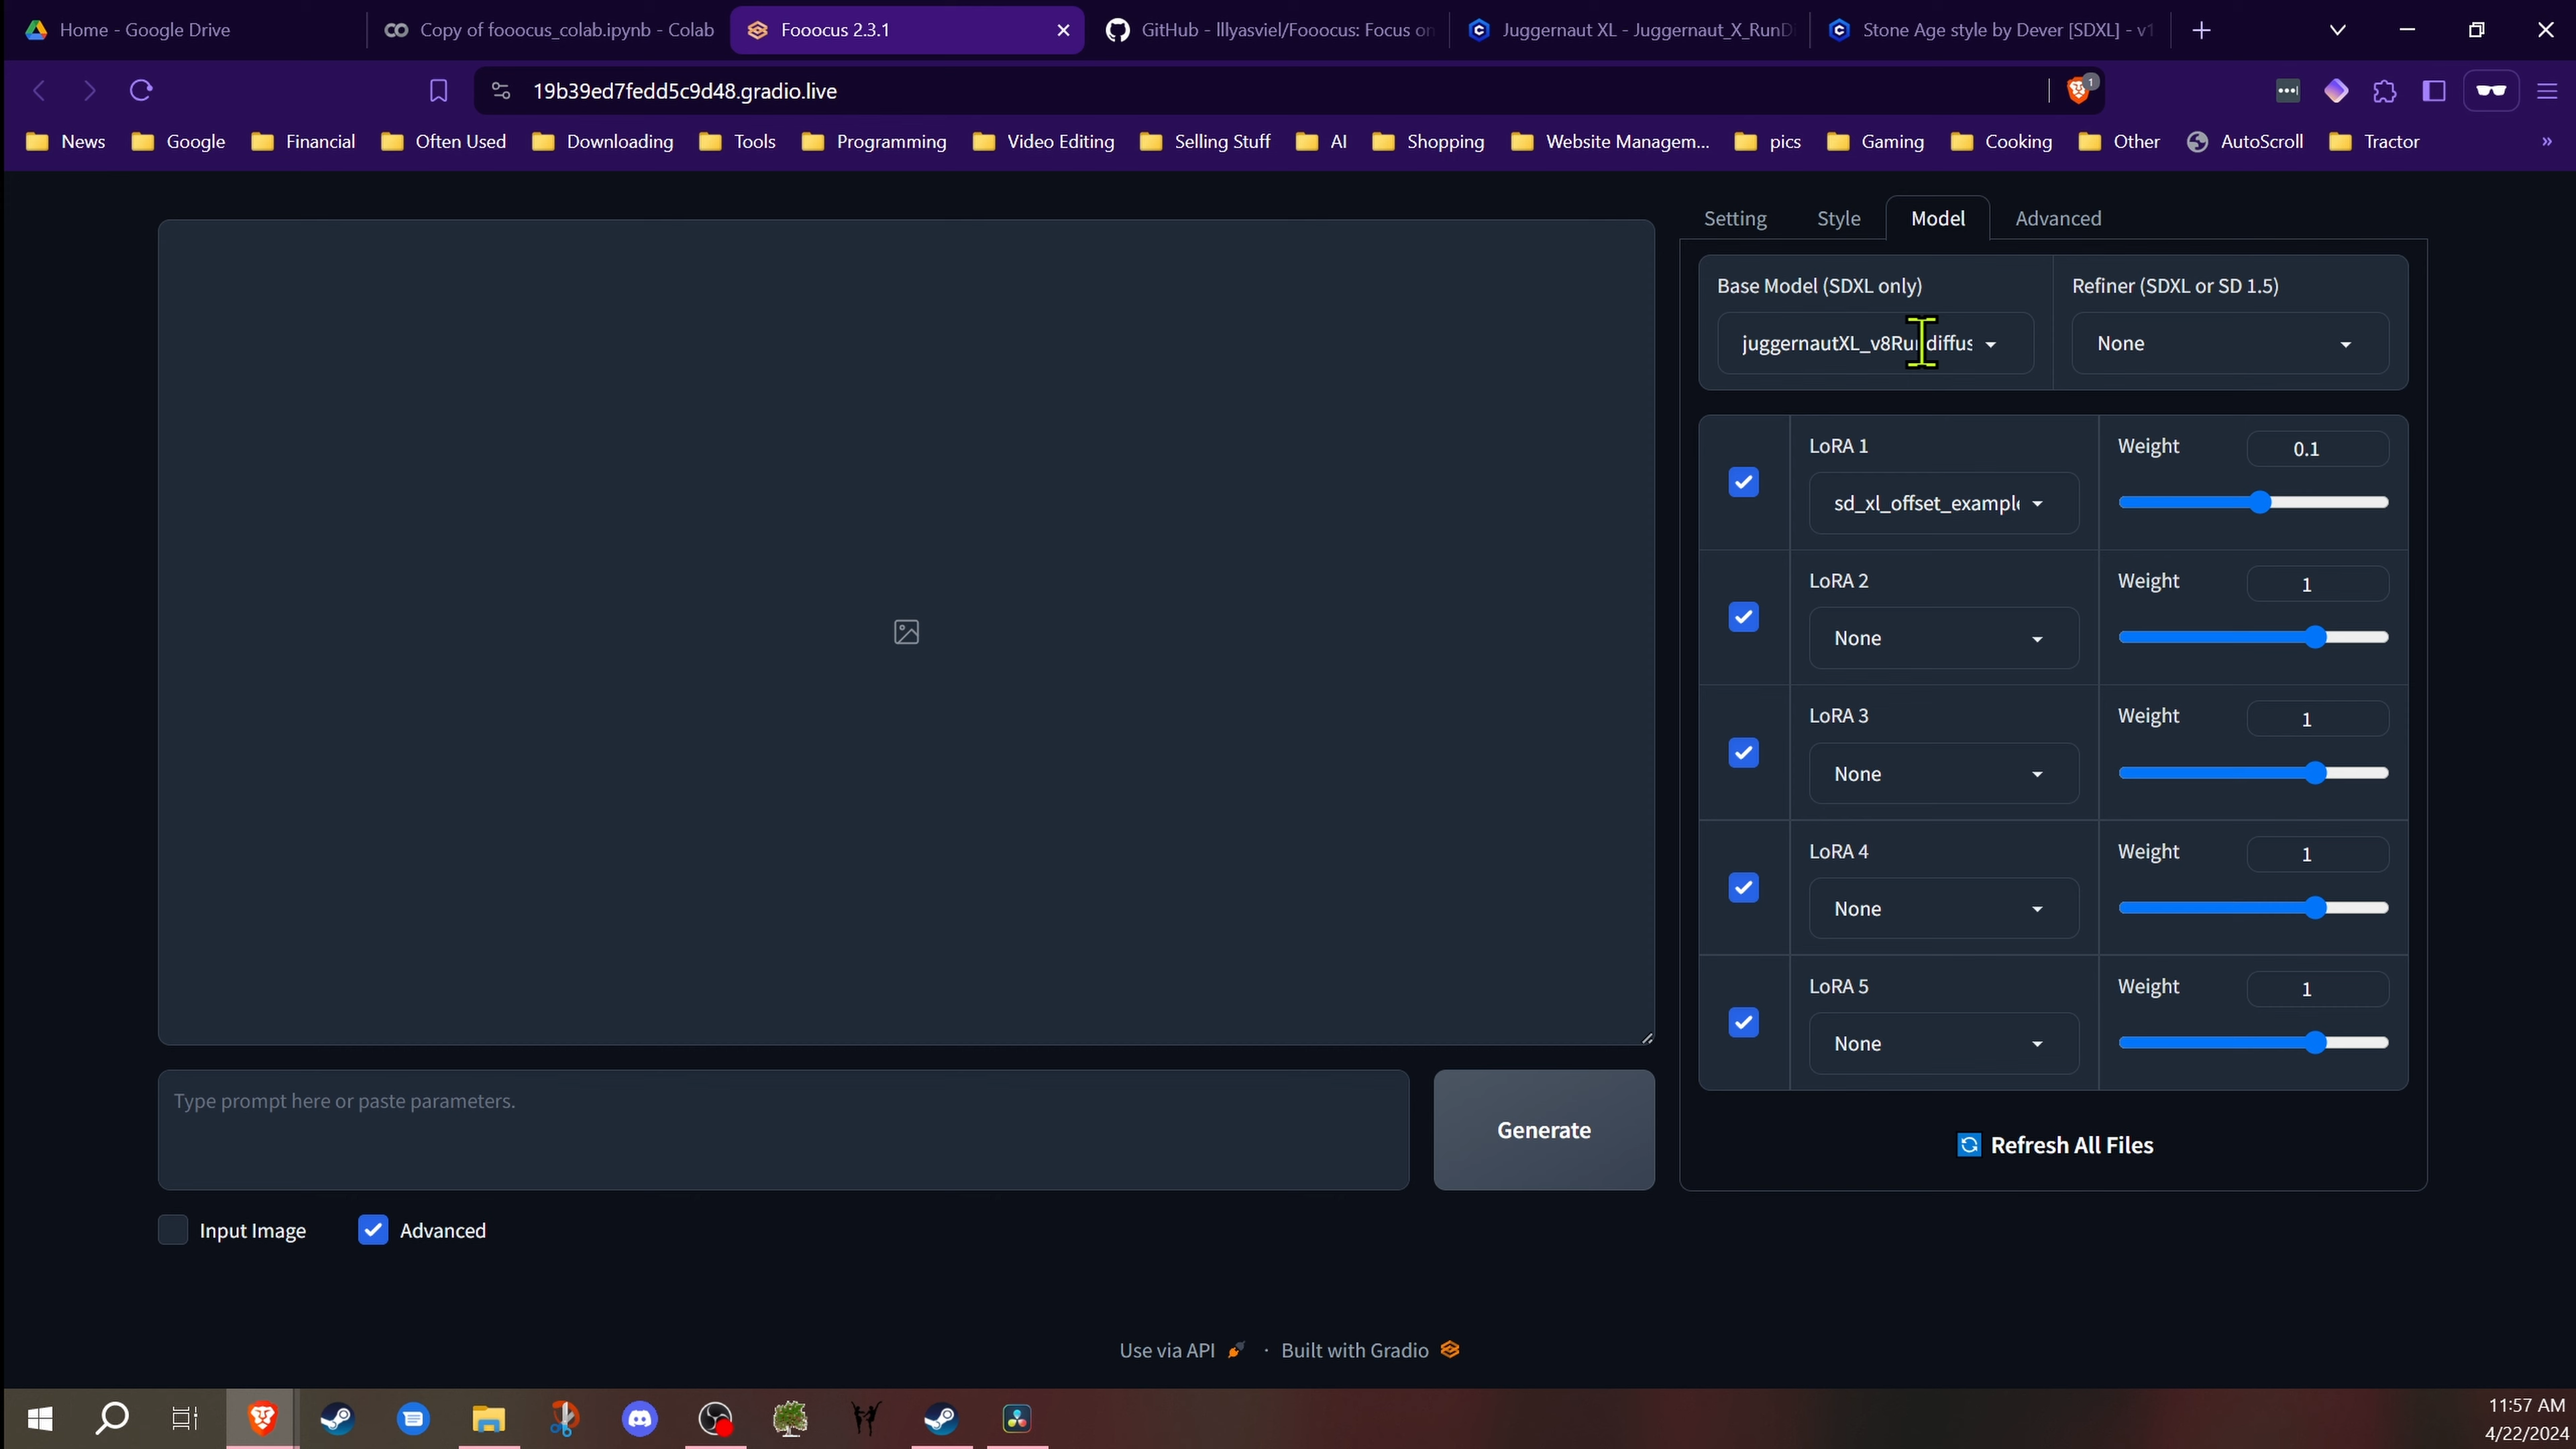 Home - Google Drive
Copy of fooocus_colab.ipynb - Colab
Fooocus 2.3.1
GitHub - lllyasviel/Fooocus: Focus on
Juggernaut XL - Juggernaut_X_RunDi
Stone Age style by Dever [SDXL] - v1
19b39ed7fedd5c9d48.gradio.live
1
News
Google
Financial
Often Used
Downloading
Tools
Programming
Video Editing
Selling Stuff
AI
Shopping
Website Managem...
pics
Gaming
Cooking
Other
AutoScroll
Tractor
»
Setting
Style
Model
Advanced
Base Model (SDXL only)
juggernautXL_v8Rundiffus
Refiner (SDXL or SD 1.5)
None
LoRA 1
sd_xl_offset_example
Weight
0.1
LoRA 2
None
Weight
1
LoRA 3
None
Weight
1
LoRA 4
None
Weight
1
LoRA 5
None
Weight
1
Refresh All Files
Type prompt here or paste parameters.
Generate
Input Image
Advanced
Use via API · Built with Gradio
11:57 AM
4/22/2024